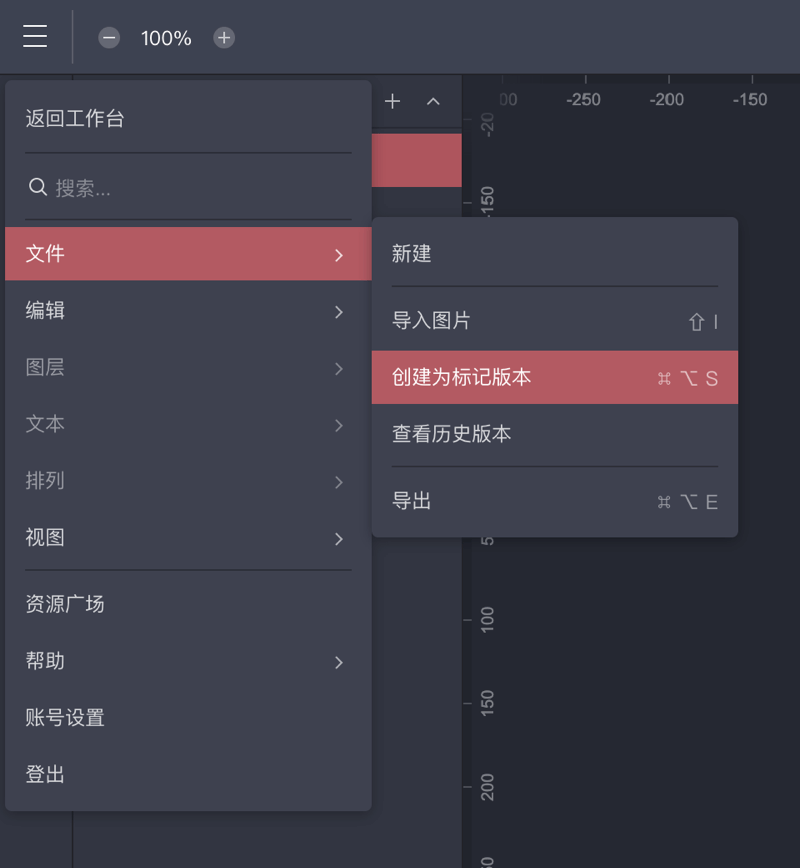 100%
00 -250 -200 -150
返回工作台
搜索...
文件
编辑
图层
文本
排列
视图
资源广场
帮助
账号设置
登出
新建
导入图片 ⇧ I
创建为标记版本 ⌘ ⌥ S
查看历史版本
导出 ⌘ ⌥ E
-20
-150
5
100
150
200